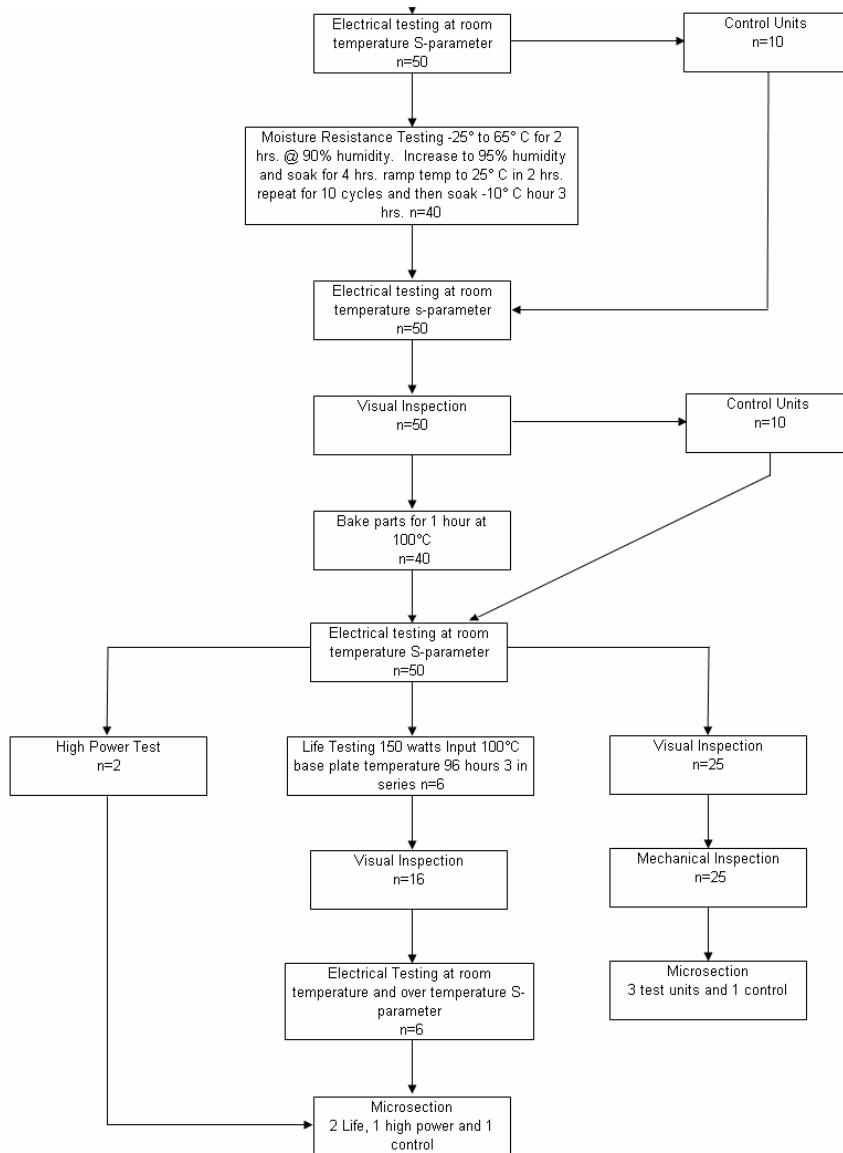 Electrical testing at room
temperature S-parameter
n=50
Control Units
n=10
Moisture Resistance Testing -25° to 65° C for 2
hrs. @ 90% humidity.  Increase to 95% humidity
and soak for 4 hrs. ramp temp to 25° C in 2 hrs.
repeat for 10 cycles and then soak -10° C hour 3
hrs. n=40
Electrical testing at room
temperature s-parameter
n=50
Visual Inspection
n=50
Control Units
n=10
Bake parts for 1 hour at
100°C
n=40
Electrical testing at room
temperature S-parameter
n=50
High Power Test
n=2
Life Testing 150 watts Input 100°C
base plate temperature 96 hours 3 in
series n=6
Visual Inspection
n=25
Visual Inspection
n=16
Mechanical Inspection
n=25
Electrical Testing at room
temperature and over temperature S-
parameter
n=6
Microsection
3 test units and 1 control
Microsection
2 Life, 1 high power and 1
control